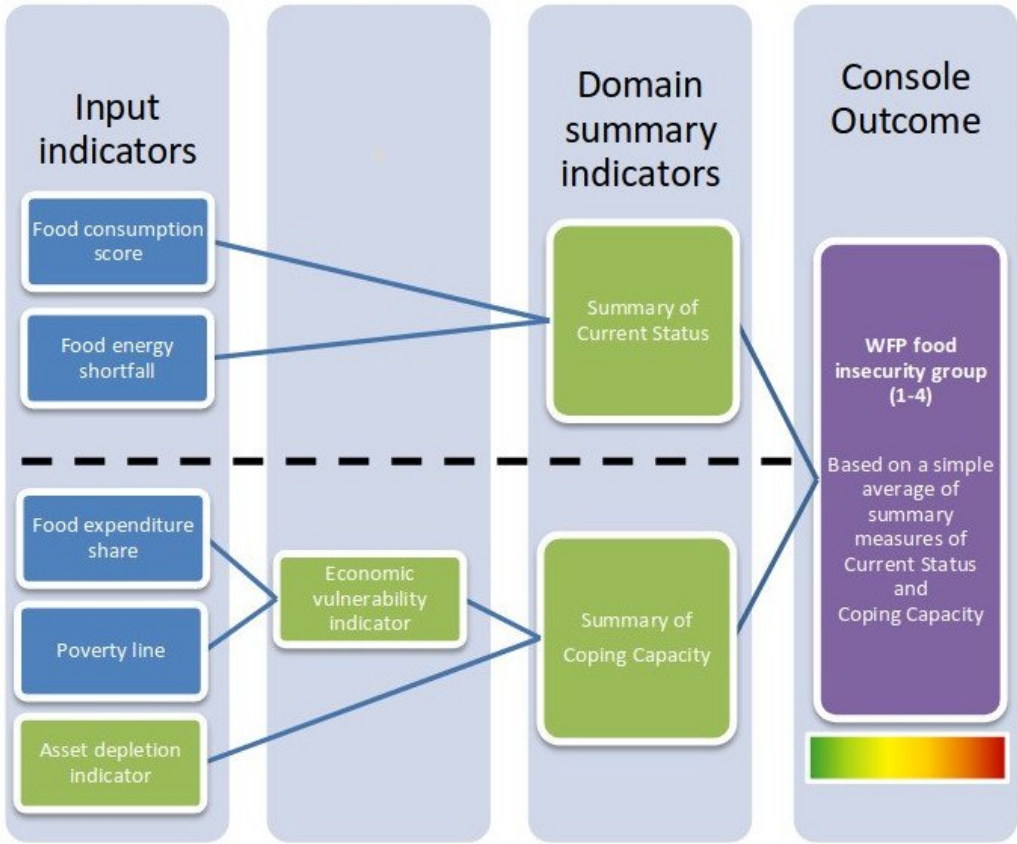 Input
indicators
Food consumption
score
Food energy
shortfall
Food expenditure
share
Poverty line
Asset depletion
indicator
Economic
vulnerability
indicator
Domain
summary
indicators
Summary of
Current Status
Summary of
Coping Capacity
Console
Outcome
WFP food
insecurity group
(1-4)
Based on a simple
average of
summary
measures of
Current Status
and
Coping Capacity